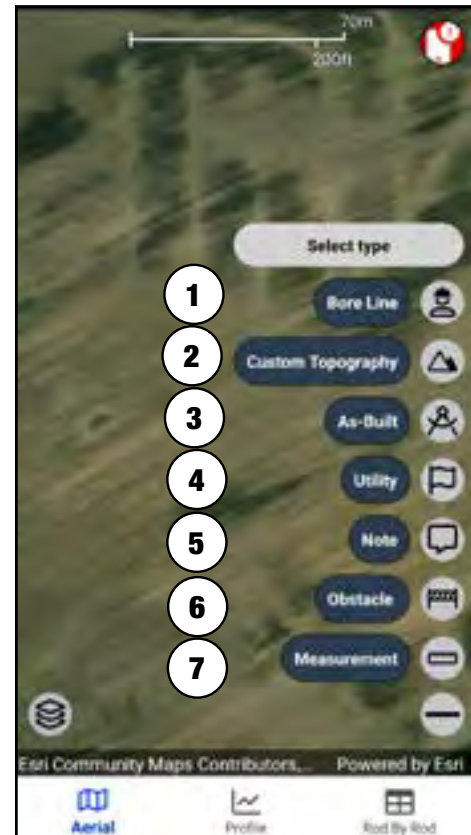 70m
200ft
Select type
1 Bore Line
2 Custom Topography
3 As-Built
4 Utility
5 Note
6 Obstacle
7 Measurement
Esri Community Maps Contributors,... Powered by Esri
Aerial Profile Rod By Rod